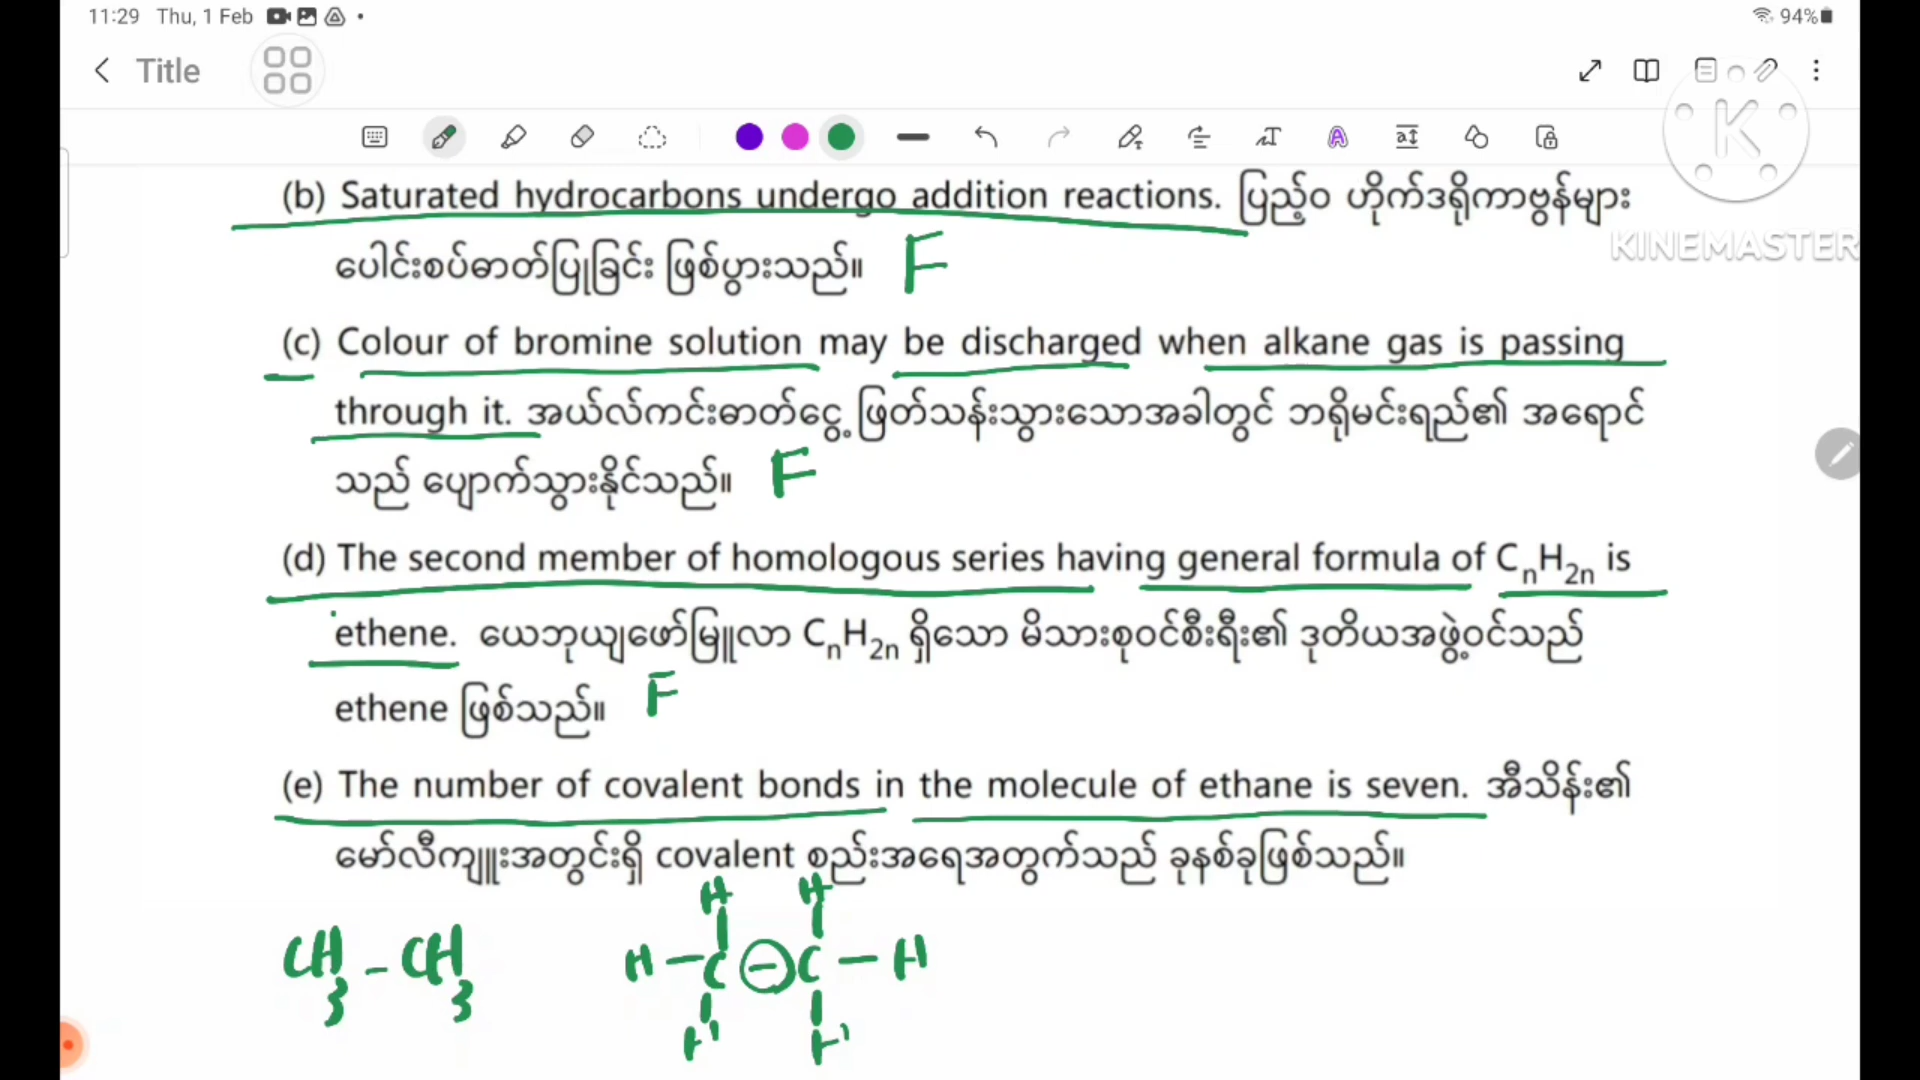 11:29 Thu, 1 Feb
94%
Title
K
KINEMASTER
(b) Saturated hydrocarbons undergo addition reactions. ပြည့်ဝ ဟိုက်ဒရိုကာဗွန်များ
ပေါင်းစပ်ဓာတ်ပြုခြင်း ဖြစ်ပွားသည်။ F
(c) Colour of bromine solution may be discharged when alkane gas is passing
through it. အယ်လ်ကင်းဓာတ်ငွေ့ ဖြတ်သန်းသွားသောအခါတွင် ဘရိုမင်းရည်၏ အရောင်
သည် ပျောက်သွားနိုင်သည်။ F
(d) The second member of homologous series having general formula of CₙH₂ₙ is
ethene. ယေဘုယျဖော်မြူလာ CₙH₂ₙ ရှိသော မိသားစုဝင်စီးရီး၏ ဒုတိယအဖွဲ့ဝင်သည်
ethene ဖြစ်သည်။ F
(e) The number of covalent bonds in the molecule of ethane is seven. အီသိန်း၏
မော်လီကျူးအတွင်းရှိ covalent စည်းအရေအတွက်သည် ခုနစ်ခုဖြစ်သည်။
H H
CH₃ - CH₃ H - C - C - H
H H